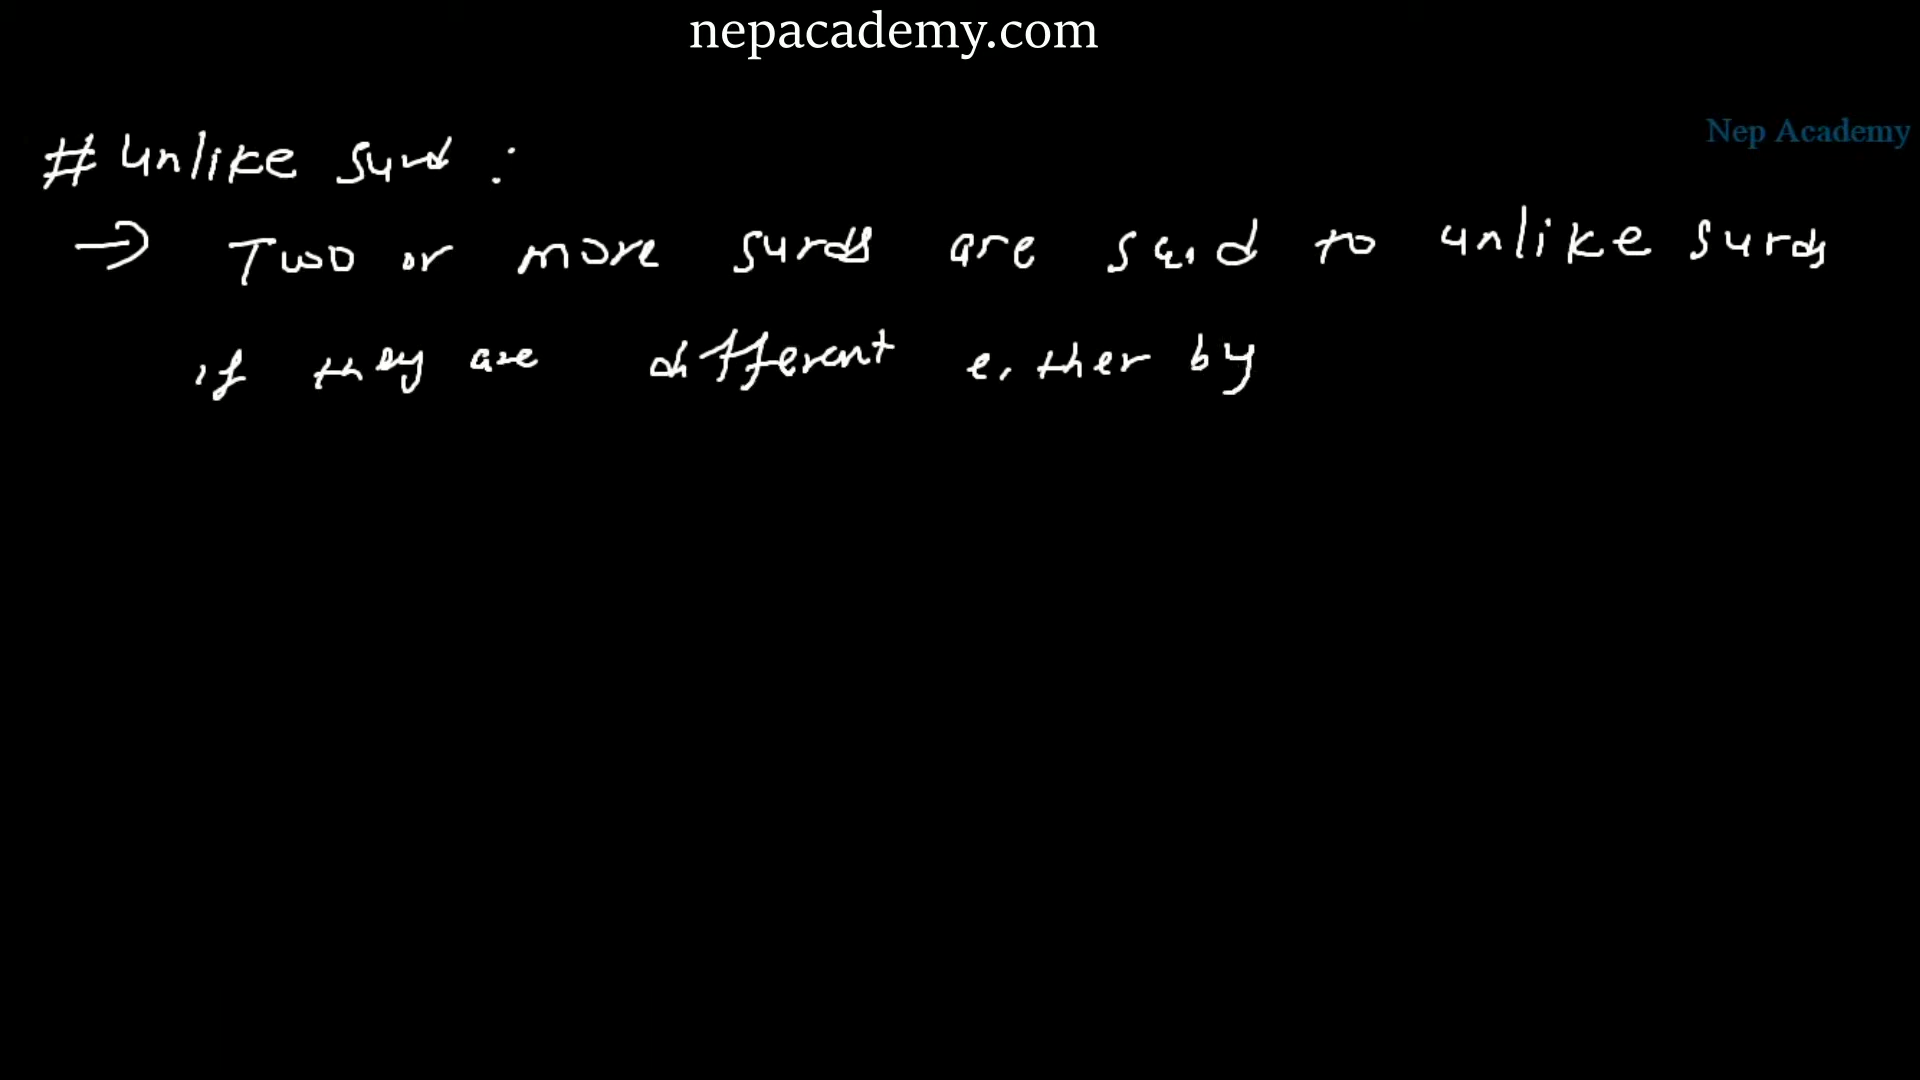 nepacademy.com
Nep Academy
# Unlike surd :
→ Two or more surds are said to unlike surds
if they are different either by